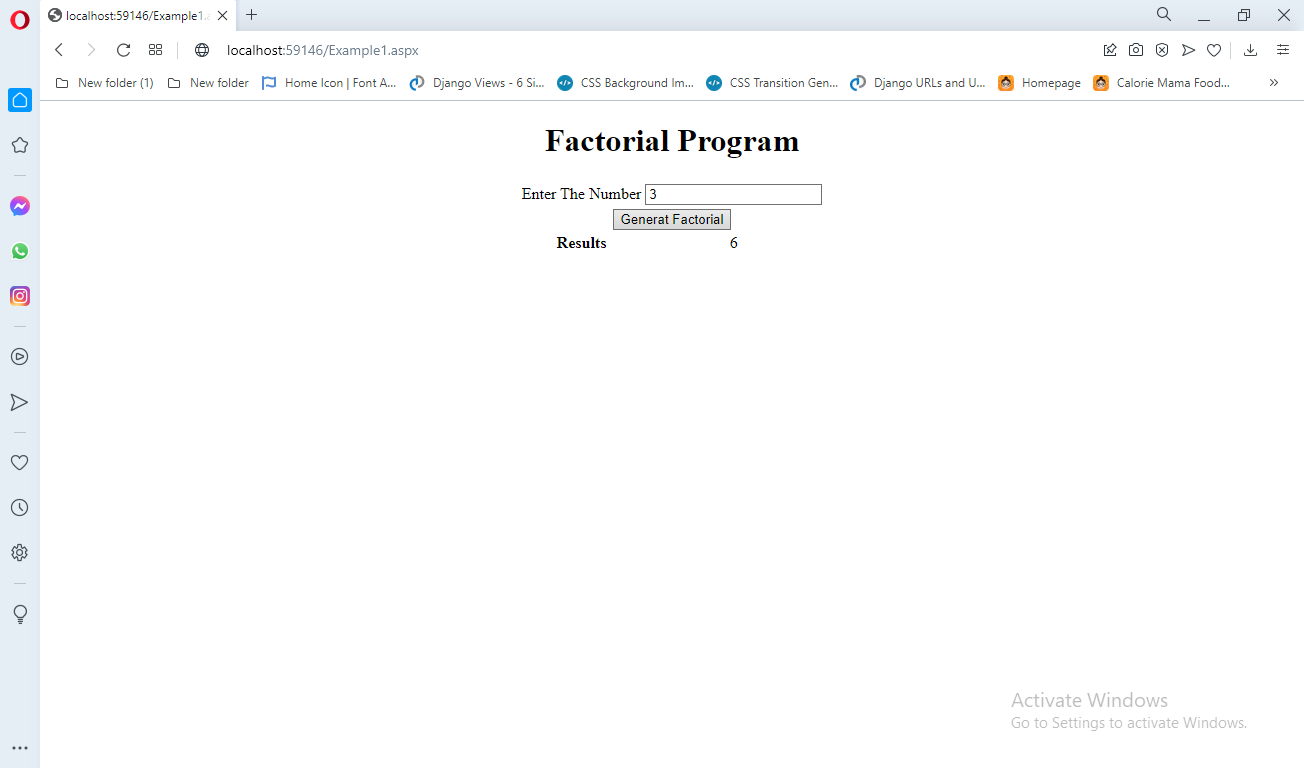 localhost:59146/Example1.a
localhost:59146/Example1.aspx
New folder (1) New folder Home Icon | Font A... Django Views - 6 Si... CSS Background Im... CSS Transition Gen... Django URLs and U... Homepage Calorie Mama Food...
Factorial Program
Enter The Number 3
Generat Factorial
Results 6
Activate Windows
Go to Settings to activate Windows.